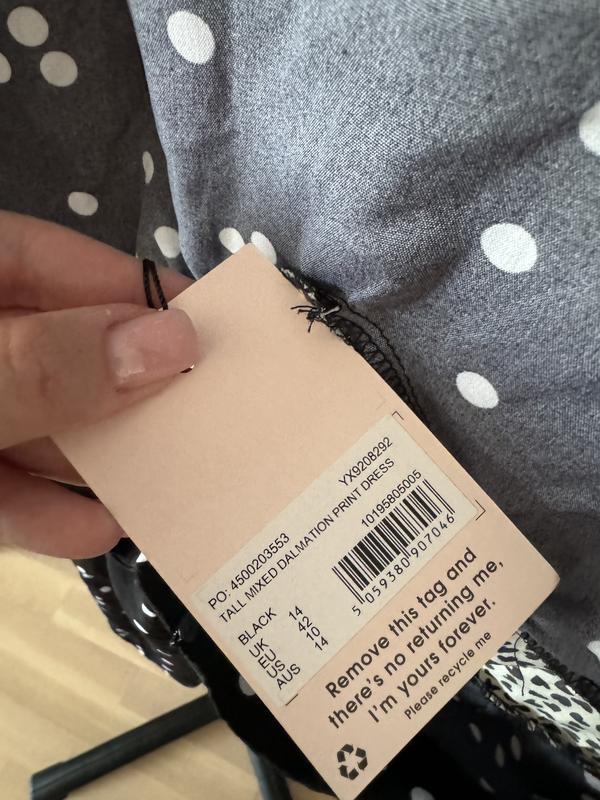 YX9208292
PO: 4500203553
TALL MIXED DALMATION PRINT DRESS
10195805005
BLACK
UK 14
EU 42
US 10
AUS 14
5 059380 907046
Remove this tag and
there's no returning me,
I'm yours forever.
Please recycle me